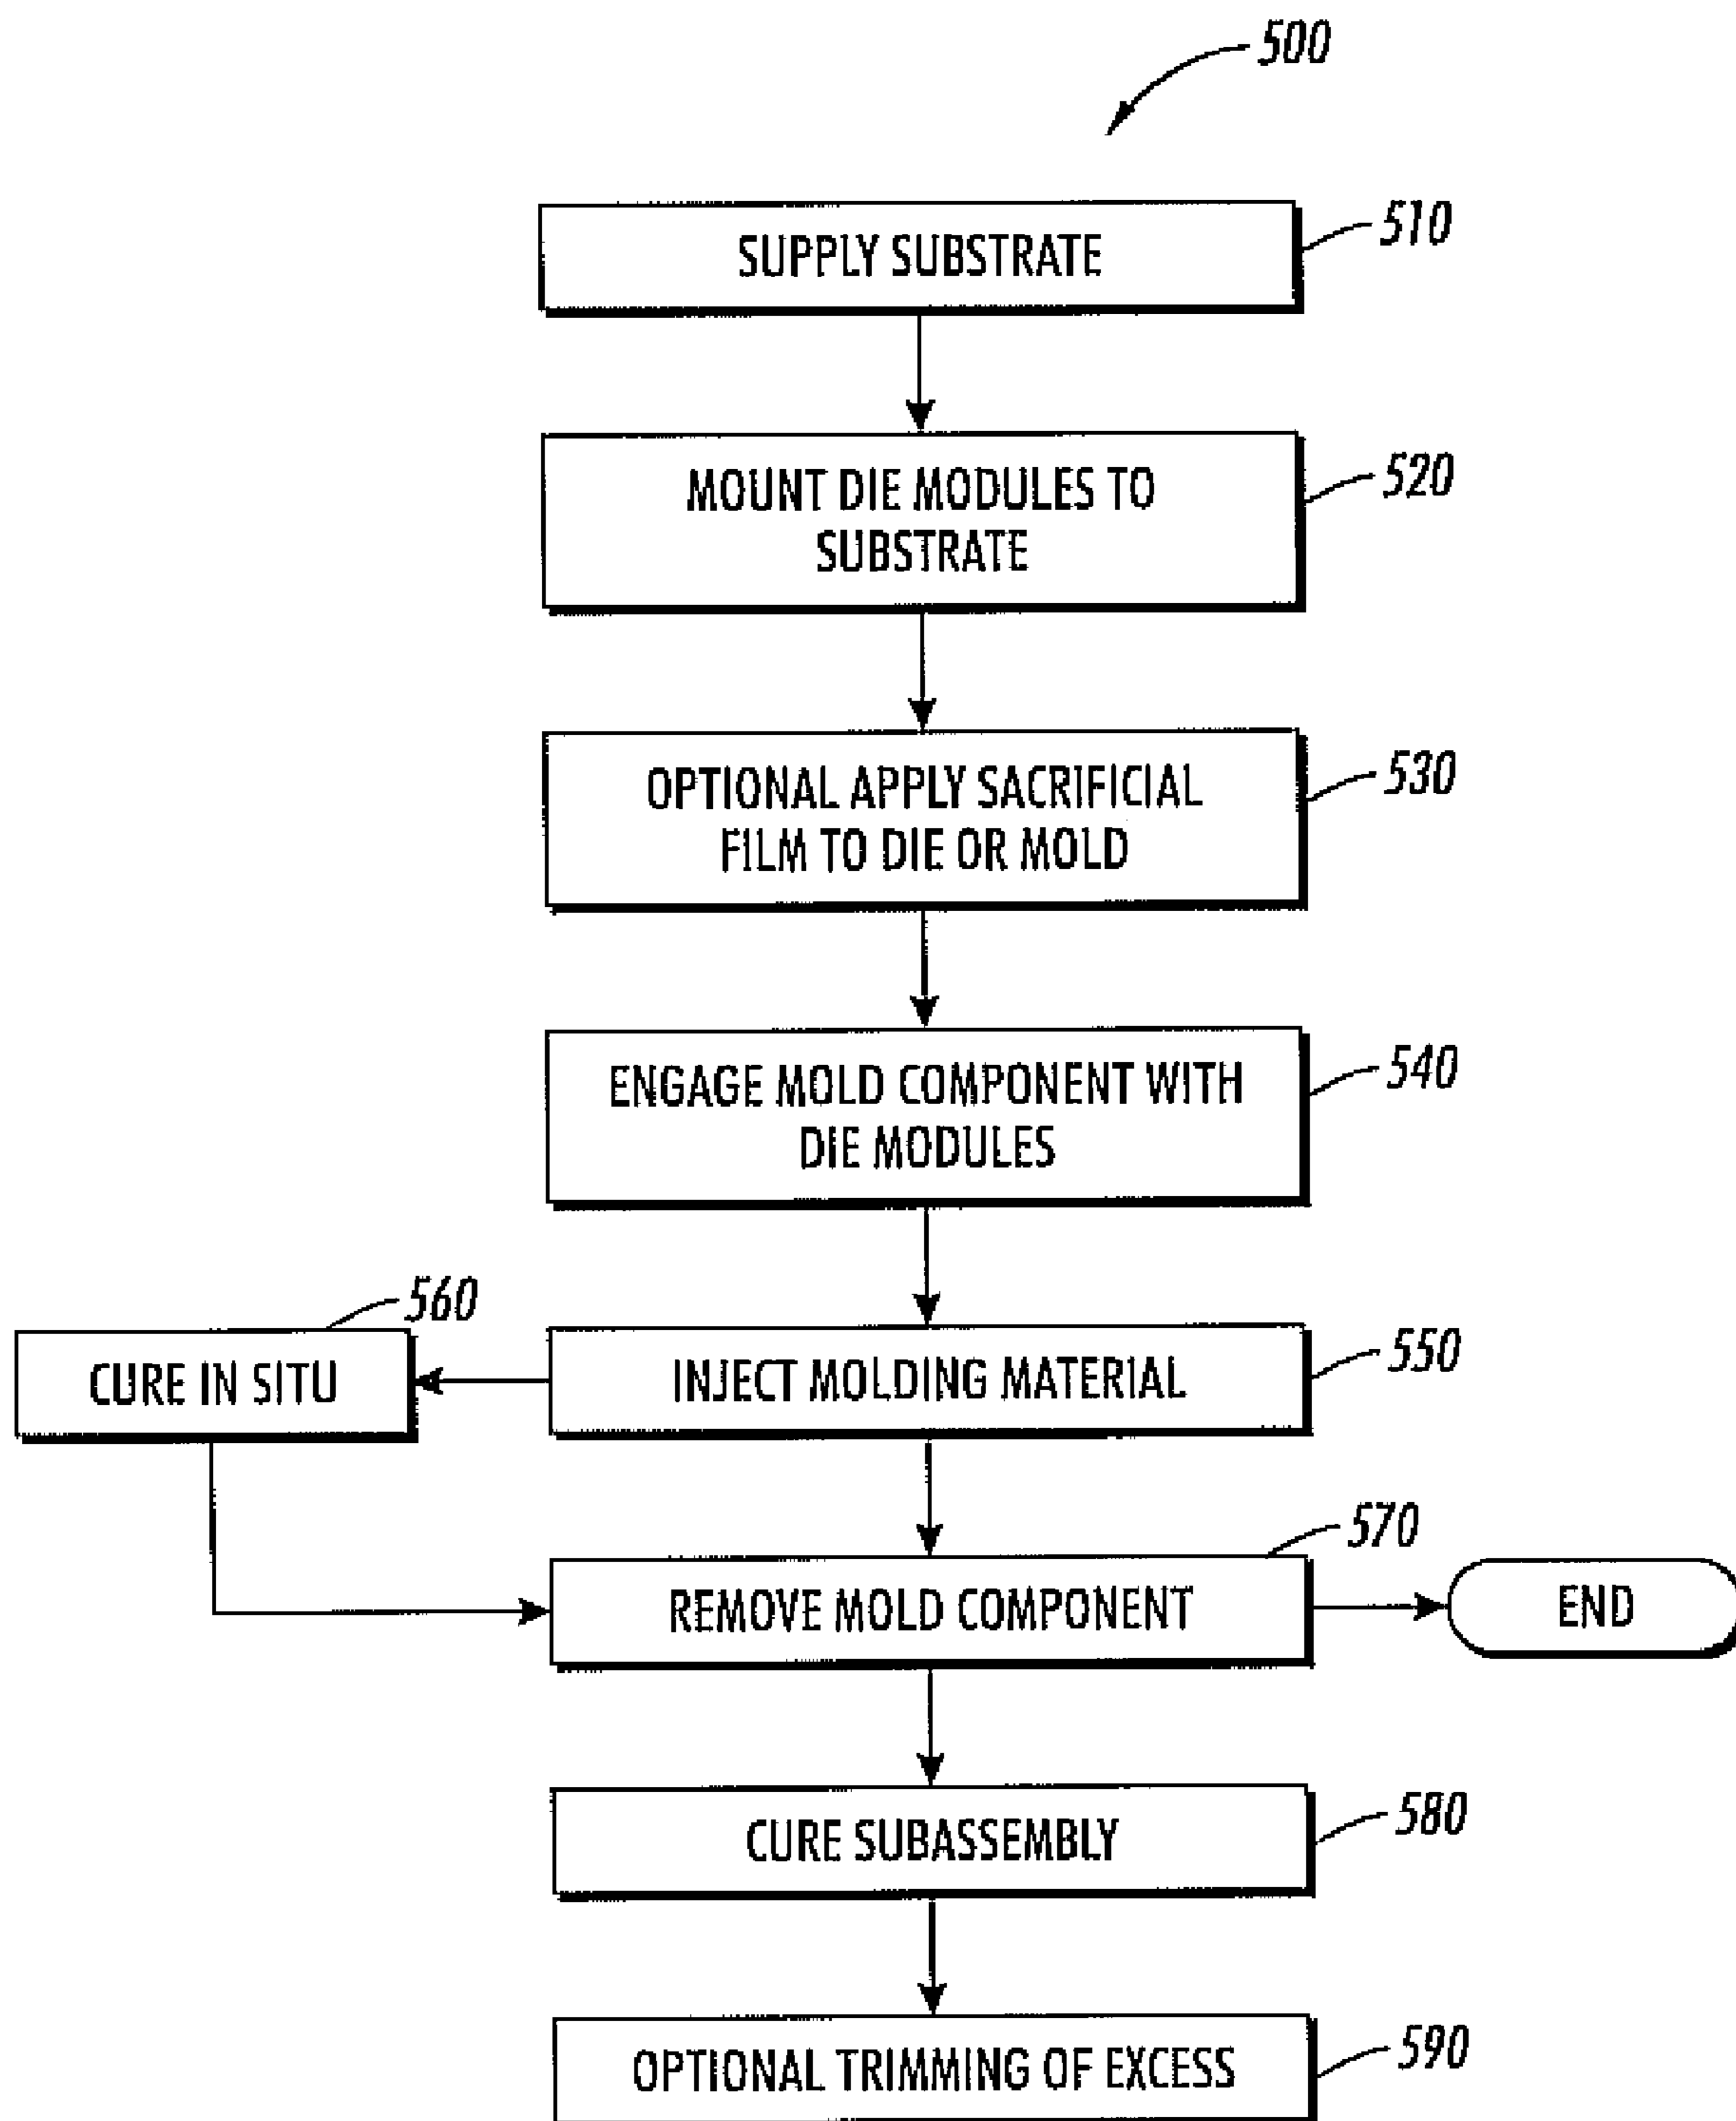 500
SUPPLY SUBSTRATE
510
MOUNT DIE MODULES TO
SUBSTRATE
520
OPTIONAL APPLY SACRIFICIAL
FILM TO DIE OR MOLD
530
ENGAGE MOLD COMPONENT WITH
DIE MODULES
540
560
CURE IN SITU
INJECT MOLDING MATERIAL
550
570
REMOVE MOLD COMPONENT
END
CURE SUBASSEMBLY
580
OPTIONAL TRIMMING OF EXCESS
590